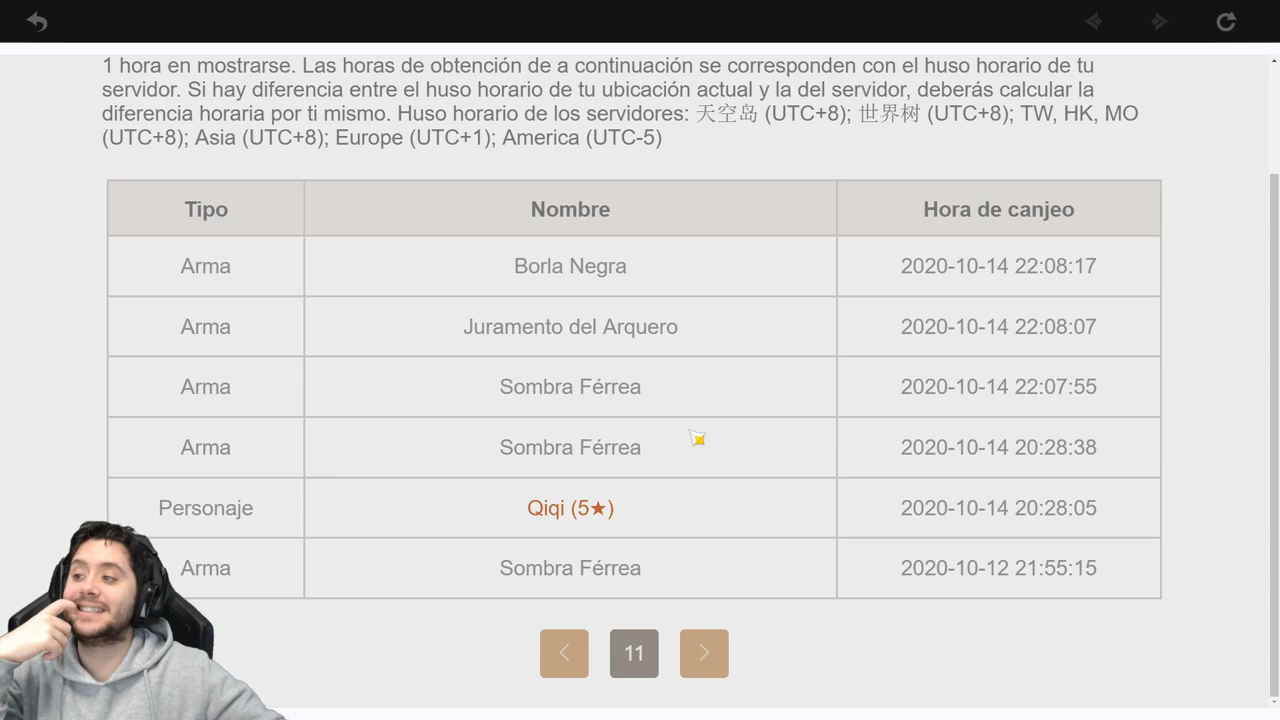 1 hora en mostrarse. Las horas de obtención de a continuación se corresponden con el huso horario de tu
servidor. Si hay diferencia entre el huso horario de tu ubicación actual y la del servidor, deberás calcular la
diferencia horaria por ti mismo. Huso horario de los servidores: 天空岛 (UTC+8); 世界树 (UTC+8); TW, HK, MO
(UTC+8); Asia (UTC+8); Europe (UTC+1); America (UTC-5)
Tipo Nombre Hora de canjeo
Arma Borla Negra 2020-10-14 22:08:17
Arma Juramento del Arquero 2020-10-14 22:08:07
Arma Sombra Férrea 2020-10-14 22:07:55
Arma Sombra Férrea 2020-10-14 20:28:38
Personaje Qiqi (5★) 2020-10-14 20:28:05
Arma Sombra Férrea 2020-10-12 21:55:15
11